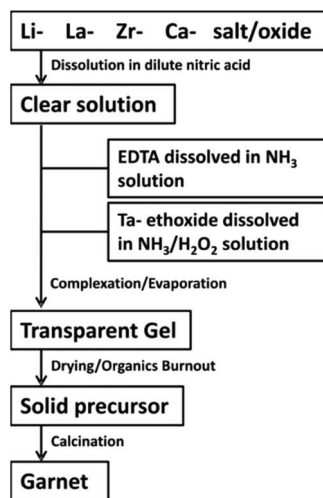 Li- La- Zr- Ca- salt/oxide
Dissolution in dilute nitric acid
Clear solution
EDTA dissolved in NH₃
solution
Ta- ethoxide dissolved
in NH₃/H₂O₂ solution
Complexation/Evaporation
Transparent Gel
Drying/Organics Burnout
Solid precursor
Calcination
Garnet